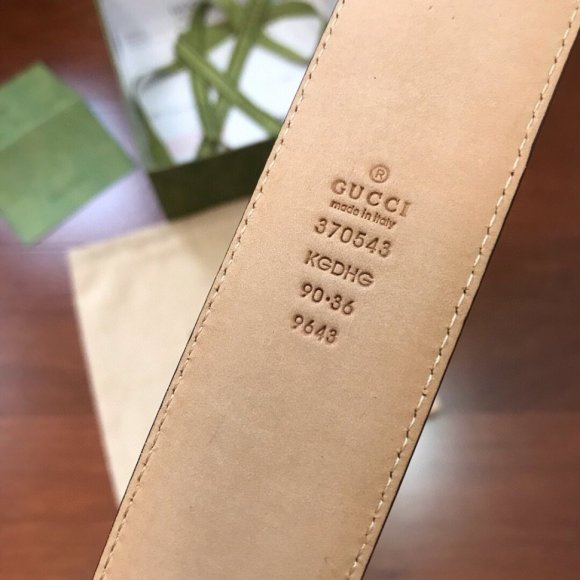 ®
GUCCI
made in italy
370543
KGDHG
90·36
9643